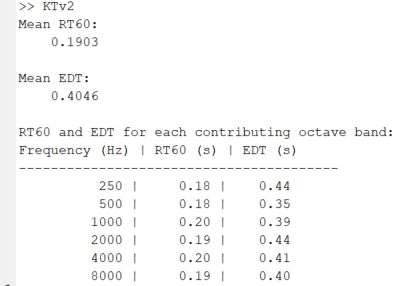 >> KTv2
Mean RT60:
0.1903
Mean EDT:
0.4046
RT60 and EDT for each contributing octave band:
Frequency (Hz) | RT60 (s) | EDT (s)
----------------------------------------
250 | 0.18 | 0.44
500 | 0.18 | 0.35
1000 | 0.20 | 0.39
2000 | 0.19 | 0.44
4000 | 0.20 | 0.41
8000 | 0.19 | 0.40